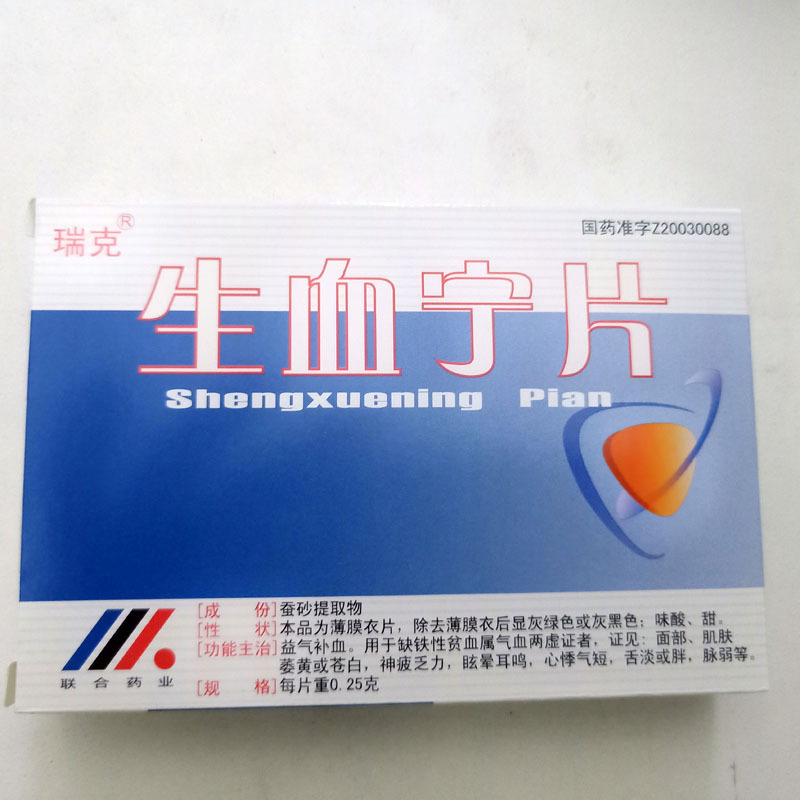 瑞克®
国药准字Z20030088
生血宁片
Shengxuening Pian
[成 份]蚕砂提取物
[性 状]本品为薄膜衣片，除去薄膜衣后显灰绿色或灰黑色；味酸、甜。
[功能主治]益气补血。用于缺铁性贫血属气血两虚证者，证见：面部、肌肤
萎黄或苍白，神疲乏力，眩晕耳鸣，心悸气短，舌淡或胖，脉弱等。
[规 格]每片重0.25克
联合药业